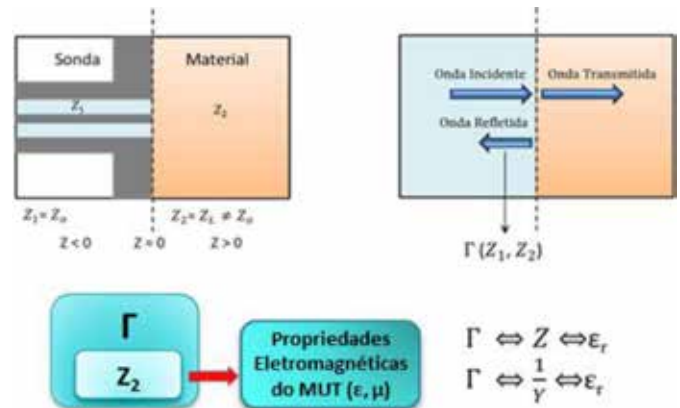 Sonda
Material
Z₁
Z₂
Z₁ = Zₒ
Z₂ = Z_L ≠ Zₒ
Z < 0
Z = 0
Z > 0
Onda Incidente
Onda Transmitida
Onda Refletida
Γ (Z₁, Z₂)
Γ
Z₂
Propriedades
Eletromagnéticas
do MUT (ε, μ)
Γ ⇔ Z ⇔ εᵣ
Γ ⇔ 1/Y ⇔ εᵣ